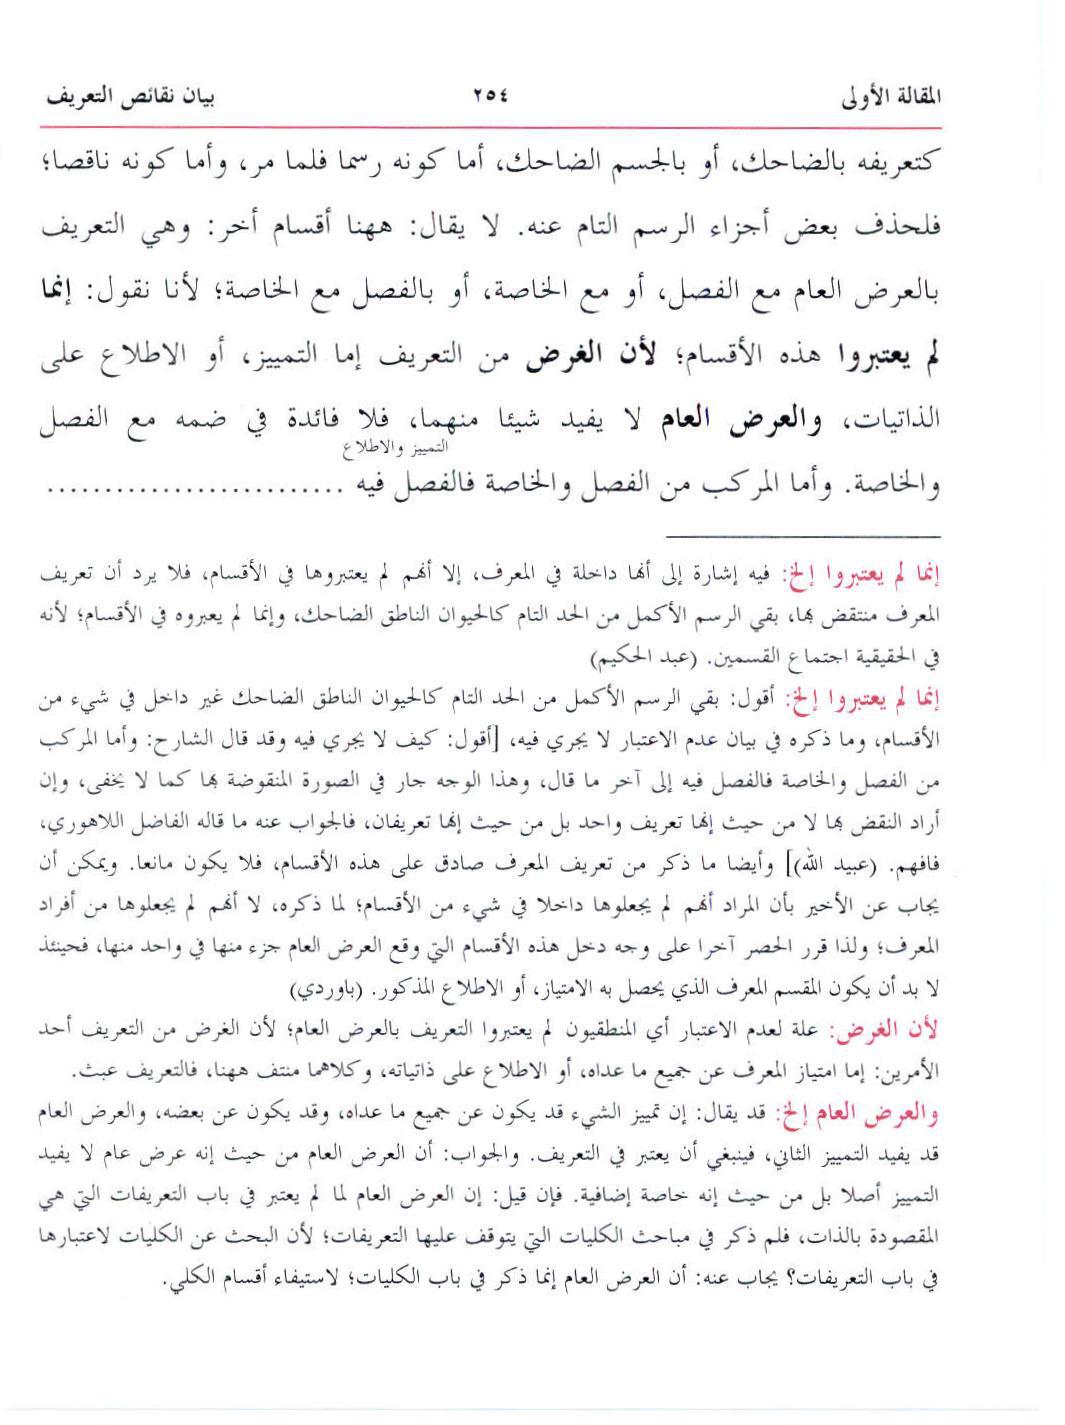 المقالة الأولى ٢٥٤ بيان نقائص التعريف
كتعريفه بالضاحك، أو بالجسم الضاحك، أما كونه رسما فلما مر، وأما كونه ناقصا؛
فلحذف بعض أجزاء الرسم التام عنه. لا يقال: ههنا أقسام أخر: وهي التعريف
بالعرض العام مع الفصل، أو مع الخاصة، أو بالفصل مع الخاصة؛ لأنا نقول: إنما
لم يعتبروا هذه الأقسام؛ لأن الغرض من التعريف إما التمييز، أو الاطلاع على
الذاتيات، والعرض العام لا يفيد شيئا منهما، فلا فائدة في ضمه مع الفصل
التمييز والاطلاع
والخاصة. وأما المركب من الفصل والخاصة فالفصل فيه ..........................
إنما لم يعتبروا إلخ: فيه إشارة إلى أنها داخلة في المعرف، إلا أنهم لم يعتبروها في الأقسام، فلا يرد أن تعريف
المعرف منتقض بها، بقي الرسم الأكمل من الحد التام كالحيوان الناطق الضاحك، وإنما لم يعبروه في الأقسام؛ لأنه
في الحقيقية اجتماع القسمين. (عبد الحكيم)
إنما لم يعتبروا إلخ: أقول: بقي الرسم الأكمل من الحد التام كالحيوان الناطق الضاحك غير داخل في شيء من
الأقسام، وما ذكره في بيان عدم الاعتبار لا يجري فيه، [أقول: كيف لا يجري فيه وقد قال الشارح: وأما المركب
من الفصل والخاصة فالفصل فيه إلى آخر ما قال، وهذا الوجه جار في الصورة المنقوضة بها كما لا يخفى، وإن
أراد النقض بها لا من حيث إنها تعريف واحد بل من حيث إنها تعريفان، فالجواب عنه ما قاله الفاضل اللاهوري،
فافهم. (عبيد الله)] وأيضا ما ذكر من تعريف المعرف صادق على هذه الأقسام، فلا يكون مانعا. ويمكن أن
يجاب عن الأخير بأن المراد أنهم لم يجعلوها داخلا في شيء من الأقسام؛ لما ذكره، لا أنهم لم يجعلوها من أفراد
المعرف؛ ولذا قرر الحصر آخرا على وجه دخل هذه الأقسام التي وقع العرض العام جزء منها في واحد منها، فحينئذ
لا بد أن يكون المقسم المعرف الذي يحصل به الامتياز، أو الاطلاع المذكور. (باوردي)
لأن الغرض: علة لعدم الاعتبار أي المنطقيون لم يعتبروا التعريف بالعرض العام؛ لأن الغرض من التعريف أحد
الأمرين: إما امتياز المعرف عن جميع ما عداه، أو الاطلاع على ذاتياته، وكلاهما منتف ههنا، فالتعريف عبث.
والعرض العام إلخ: قد يقال: إن تمييز الشيء قد يكون عن جميع ما عداه، وقد يكون عن بعضه، والعرض العام
قد يفيد التمييز الثاني، فينبغي أن يعتبر في التعريف. والجواب: أن العرض العام من حيث إنه عرض عام لا يفيد
التمييز أصلا بل من حيث إنه خاصة إضافية. فإن قيل: إن العرض العام لما لم يعتبر في باب التعريفات التي هي
المقصودة بالذات، فلم ذكر في مباحث الكليات التي يتوقف عليها التعريفات؛ لأن البحث عن الكليات لاعتبارها
في باب التعريفات؟ يجاب عنه: أن العرض العام إنما ذكر في باب الكليات؛ لاستيفاء أقسام الكلي.